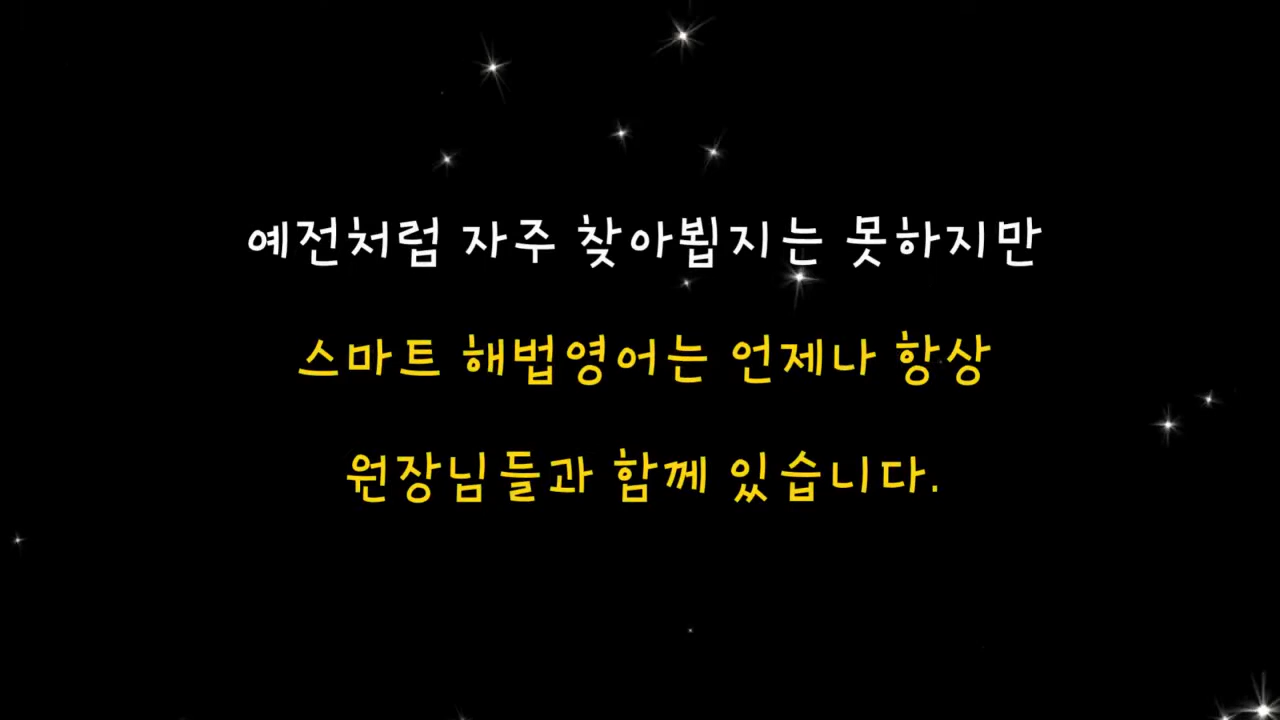 예전처럼 자주 찾아뵙지는 못하지만
스마트 해법영어는 언제나 항상
원장님들과 함께 있습니다.